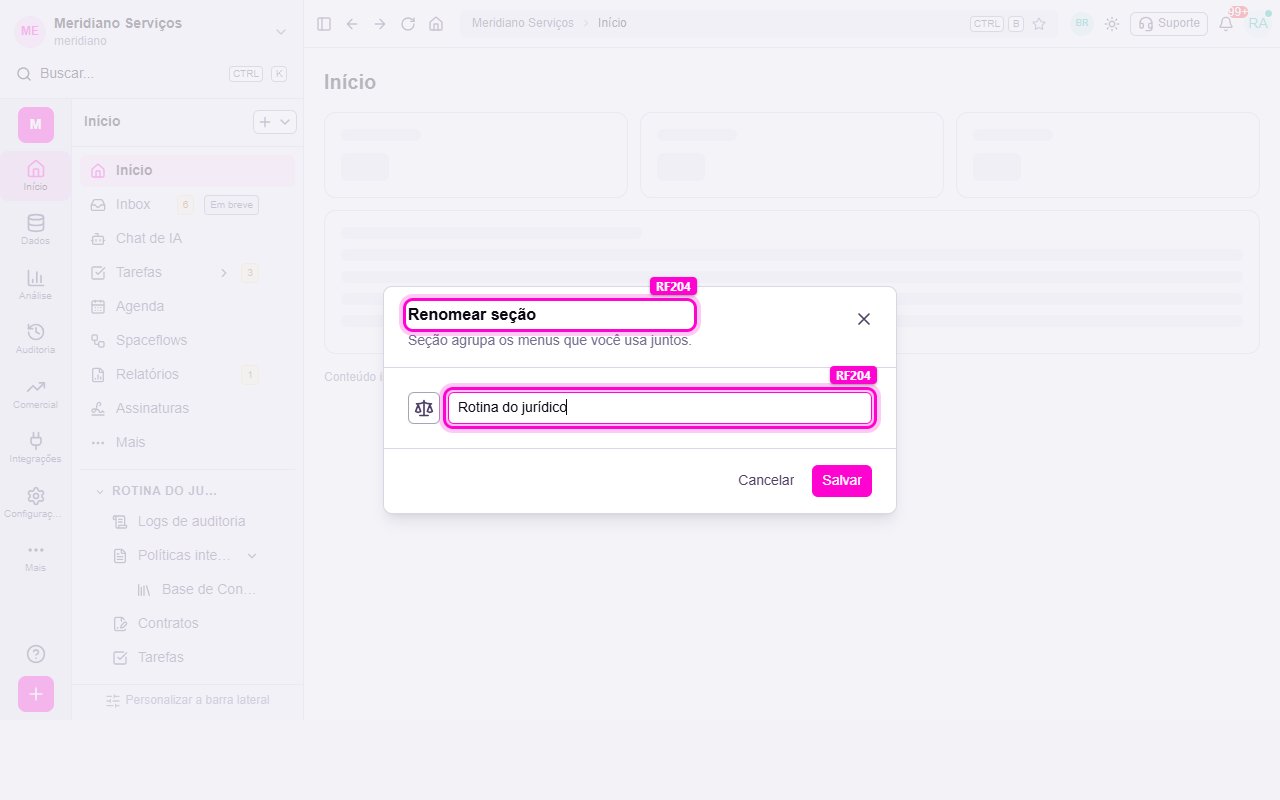 ME
Meridiano Serviços
meridiano
Buscar...
CTRL
K
Meridiano Serviços
Início
CTRL
B
BR
Suporte
99+
RA
M
Início
Dados
Análise
Auditoria
Comercial
Integrações
Configuraç...
Mais
Início
Início
Inbox
6
Em breve
Chat de IA
Tarefas
3
Agenda
Spaceflows
Relatórios
1
Assinaturas
Mais
ROTINA DO JU...
Logs de auditoria
Políticas inte...
Base de Con...
Contratos
Tarefas
Personalizar a barra lateral
Início
RF204
Renomear seção
Seção agrupa os menus que você usa juntos.
Conteúdo
RF204
Rotina do jurídico
Cancelar
Salvar